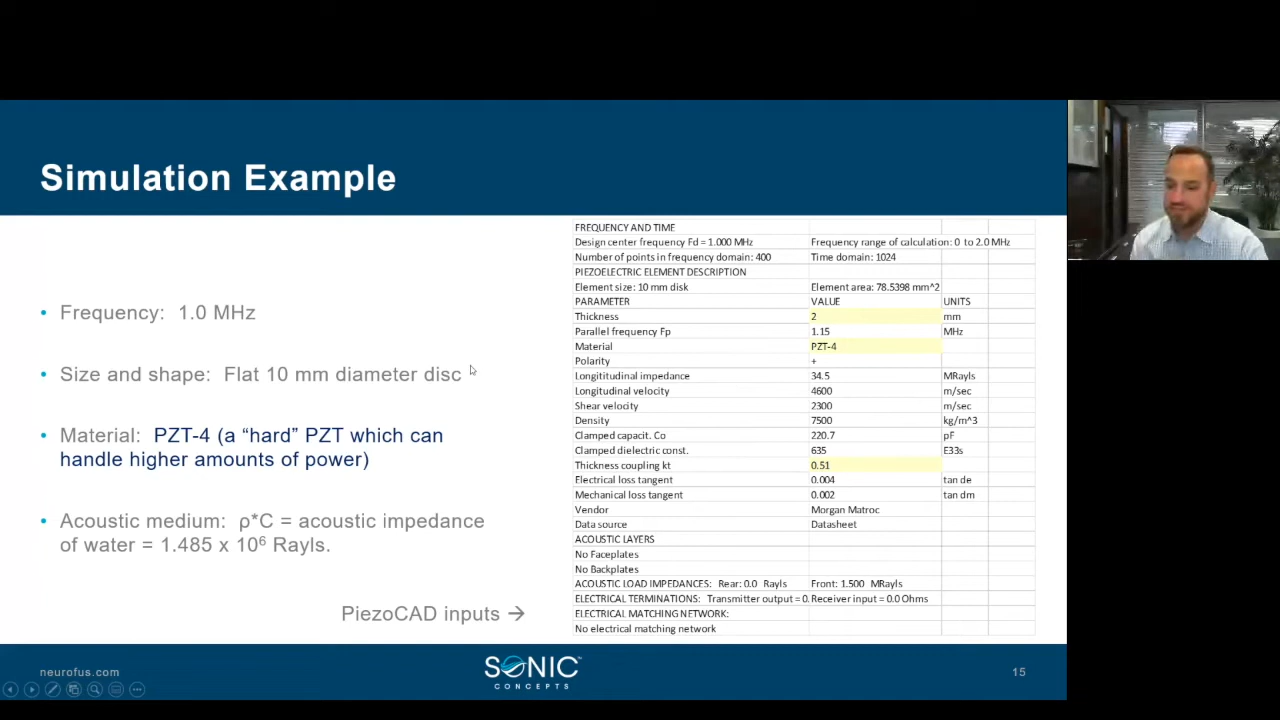 Simulation Example
• Frequency: 1.0 MHz
• Size and shape: Flat 10 mm diameter disc
• Material: PZT-4 (a “hard” PZT which can
handle higher amounts of power)
• Acoustic medium: ρ*C = acoustic impedance
of water = 1.485 x 10⁶ Rayls.
PiezoCAD inputs →
FREQUENCY AND TIME
Design center frequency Fd = 1.000 MHz Frequency range of calculation: 0 to 2.0 MHz
Number of points in frequency domain: 400 Time domain: 1024
PIEZOELECTRIC ELEMENT DESCRIPTION
Element size: 10 mm disk Element area: 78.5398 mm^2
PARAMETER VALUE UNITS
Thickness 2 mm
Parallel frequency Fp 1.15 MHz
Material PZT-4
Polarity +
Longititudinal impedance 34.5 MRayls
Longitudinal velocity 4600 m/sec
Shear velocity 2300 m/sec
Density 7500 kg/m^3
Clamped capacit. Co 220.7 pF
Clamped dielectric const. 635 E33s
Thickness coupling kt 0.51
Electrical loss tangent 0.004 tan de
Mechanical loss tangent 0.002 tan dm
Vendor Morgan Matroc
Data source Datasheet
ACOUSTIC LAYERS
No Faceplates
No Backplates
ACOUSTIC LOAD IMPEDANCES: Rear: 0.0 Rayls Front: 1.500 MRayls
ELECTRICAL TERMINATIONS: Transmitter output = 0. Receiver input = 0.0 Ohms
ELECTRICAL MATCHING NETWORK:
No electrical matching network
neurofus.com
SONIC™
CONCEPTS
15